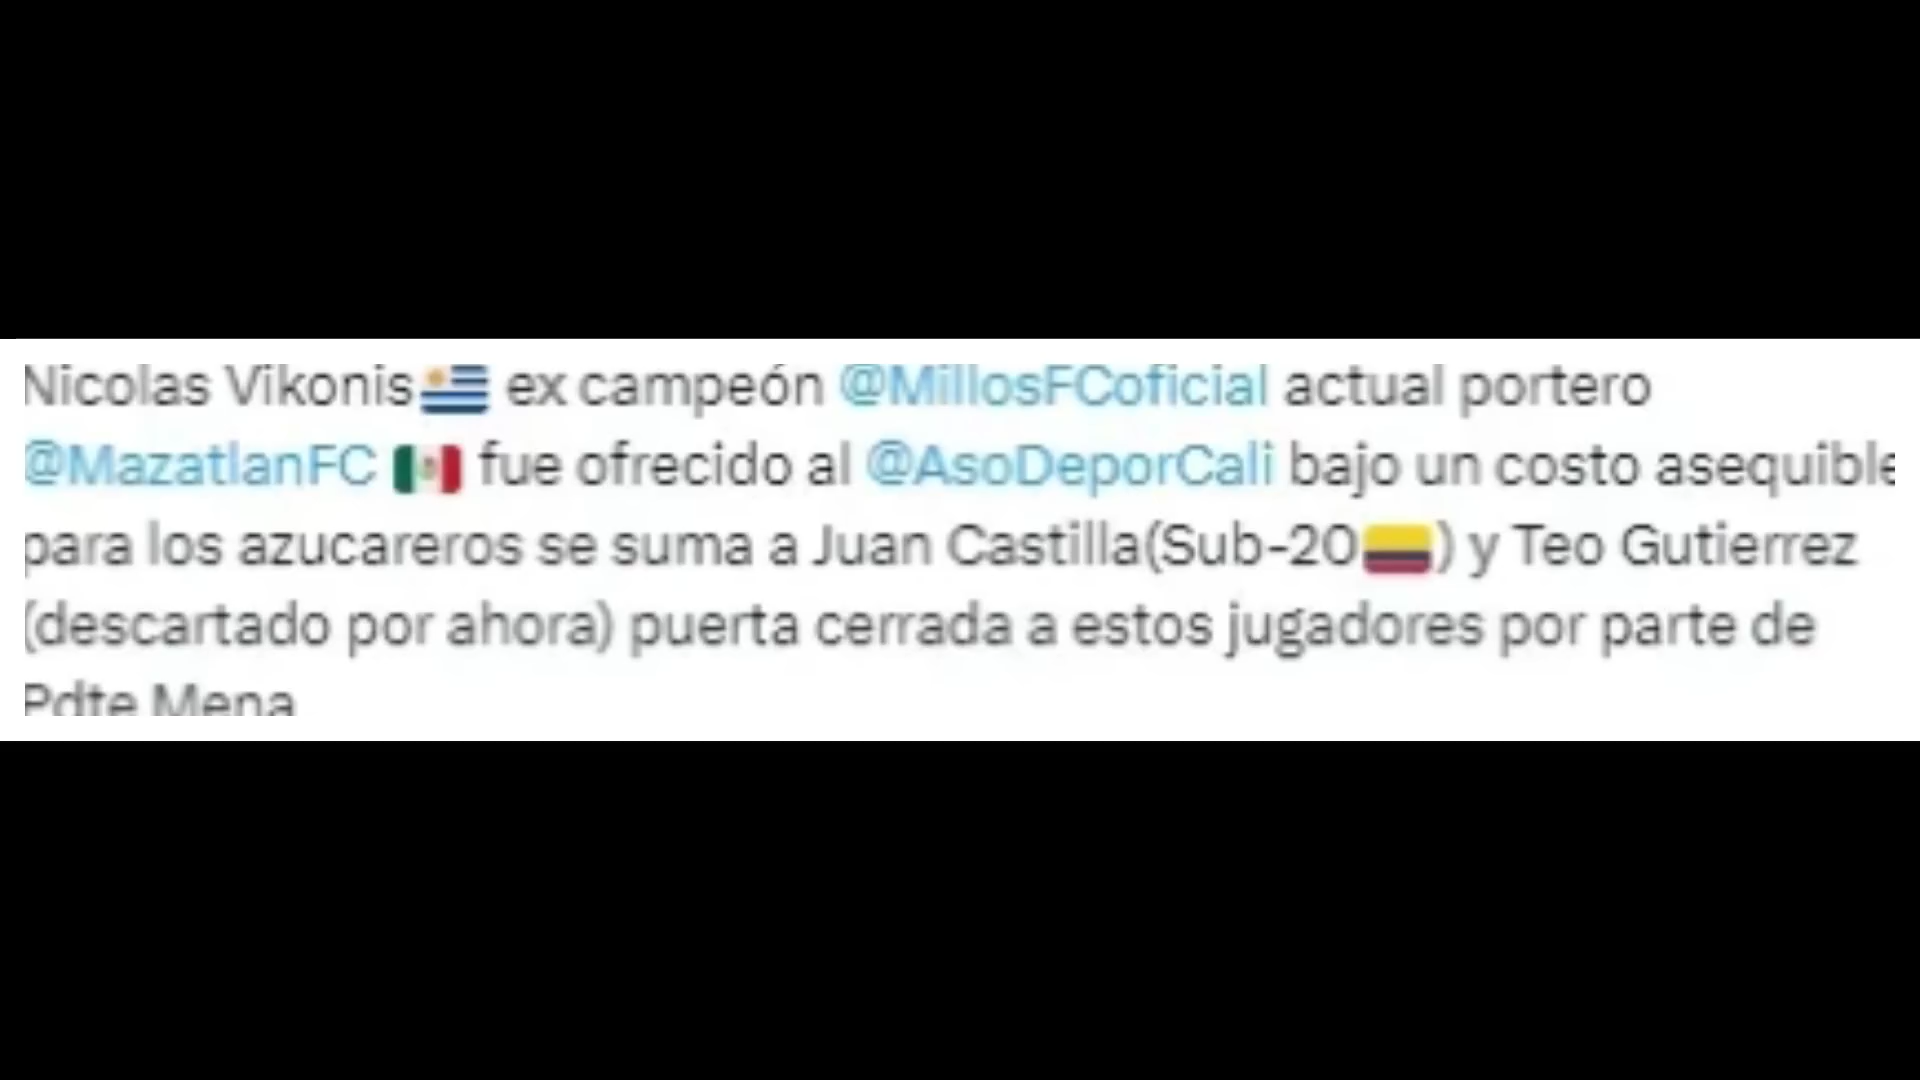 Nicolas Vikonis🇺🇾 ex campeón @MillosFCoficial actual portero
@MazatlanFC 🇲🇽 fue ofrecido al @AsoDeporCali bajo un costo asequible
para los azucareros se suma a Juan Castilla(Sub-20🇨🇴) y Teo Gutierrez
(descartado por ahora) puerta cerrada a estos jugadores por parte de
Pdte Mena